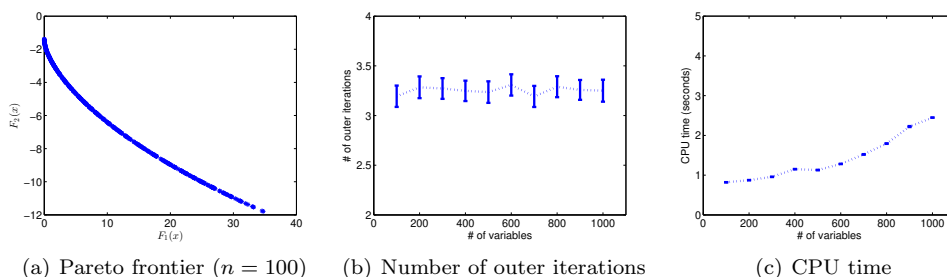 0
−2
−4
−6
−8
−10
−12
0 10 20 30 40
F₂(x)
F₁(x)
4
3.5
3
2.5
2
200 400 600 800 1000
# of outer iterations
# of variables
5
4
3
2
1
0
200 400 600 800 1000
CPU time (seconds)
# of variables
(a) Pareto frontier (n = 100)
(b) Number of outer iterations
(c) CPU time